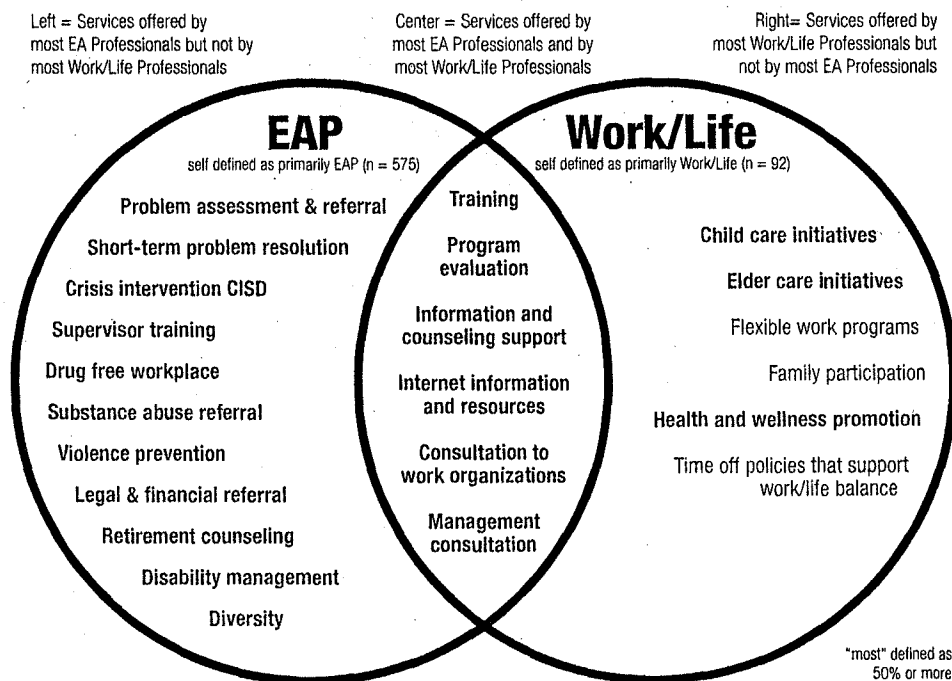 Left = Services offered by
most EA Professionals but not by
most Work/Life Professionals
Center = Services offered by
most EA Professionals and by
most Work/Life Professionals
Right= Services offered by
most Work/Life Professionals but
not by most EA Professionals
EAP
self defined as primarily EAP (n = 575)
Problem assessment & referral
Short-term problem resolution
Crisis intervention CISD
Supervisor training
Drug free workplace
Substance abuse referral
Violence prevention
Legal & financial referral
Retirement counseling
Disability management
Diversity
Training
Program
evaluation
Information and
counseling support
Internet information
and resources
Consultation to
work organizations
Management
consultation
Work/Life
self defined as primarily Work/Life (n = 92)
Child care initiatives
Elder care initiatives
Flexible work programs
Family participation
Health and wellness promotion
Time off policies that support
work/life balance
"most" defined as
50% or more